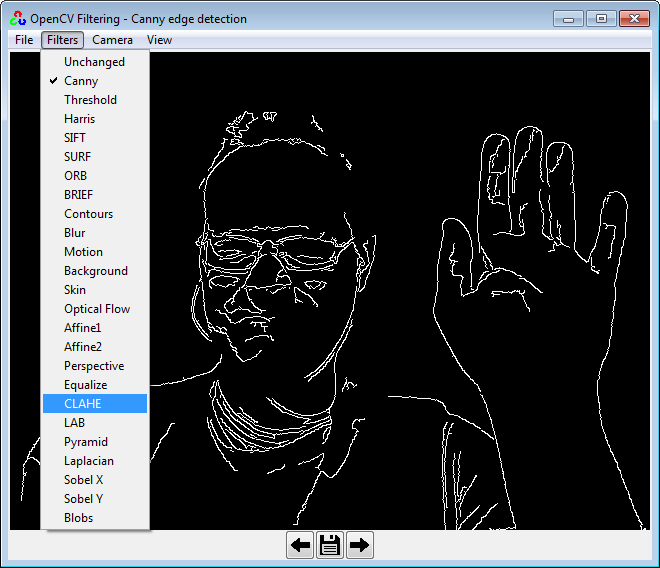 OpenCV Filtering - Canny edge detection
File Filters Camera View
Unchanged
Canny
Threshold
Harris
SIFT
SURF
ORB
BRIEF
Contours
Blur
Motion
Background
Skin
Optical Flow
Affine1
Affine2
Perspective
Equalize
CLAHE
LAB
Pyramid
Laplacian
Sobel X
Sobel Y
Blobs